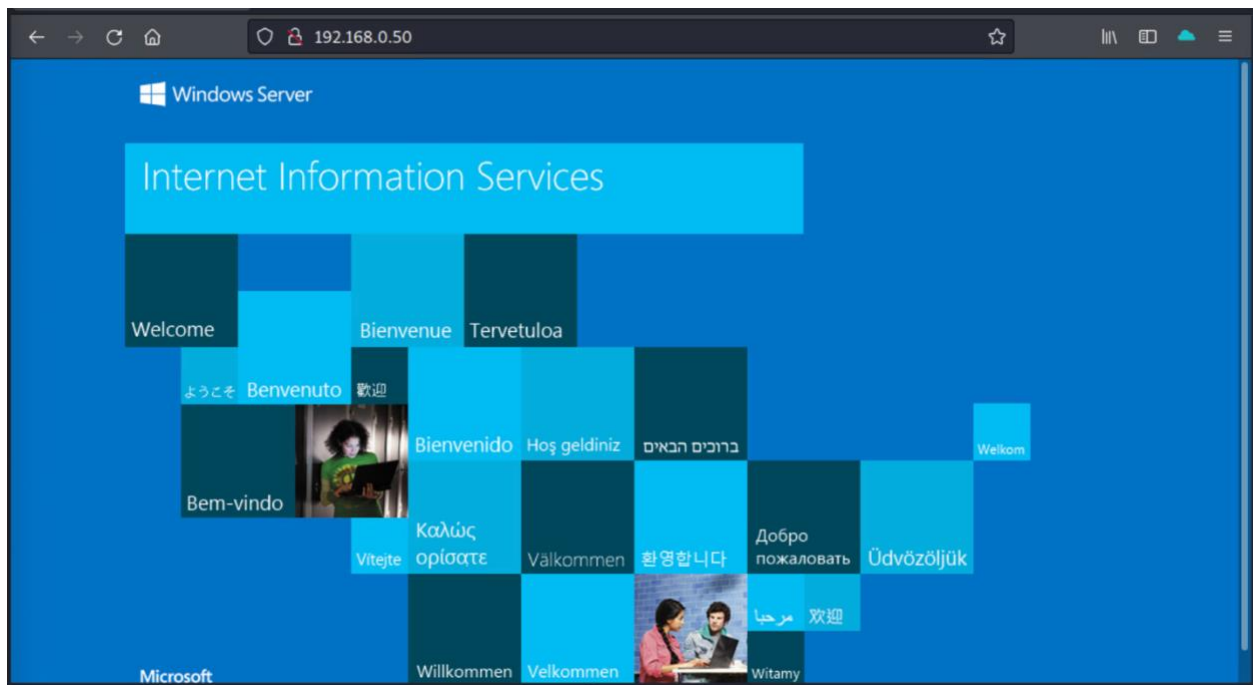 192.168.0.50
Windows Server
Internet Information Services
Welcome
Bienvenue
Tervetuloa
ようこそ
Benvenuto
歡迎
Bienvenido
Hoş geldiniz
ברוכים הבאים
Welkom
Bem-vindo
Vítejte
Καλώς
ορίσατε
Välkommen
환영합니다
Добро
пожаловать
Üdvözöljük
مرحبا
欢迎
Microsoft
Willkommen
Velkommen
Witamy